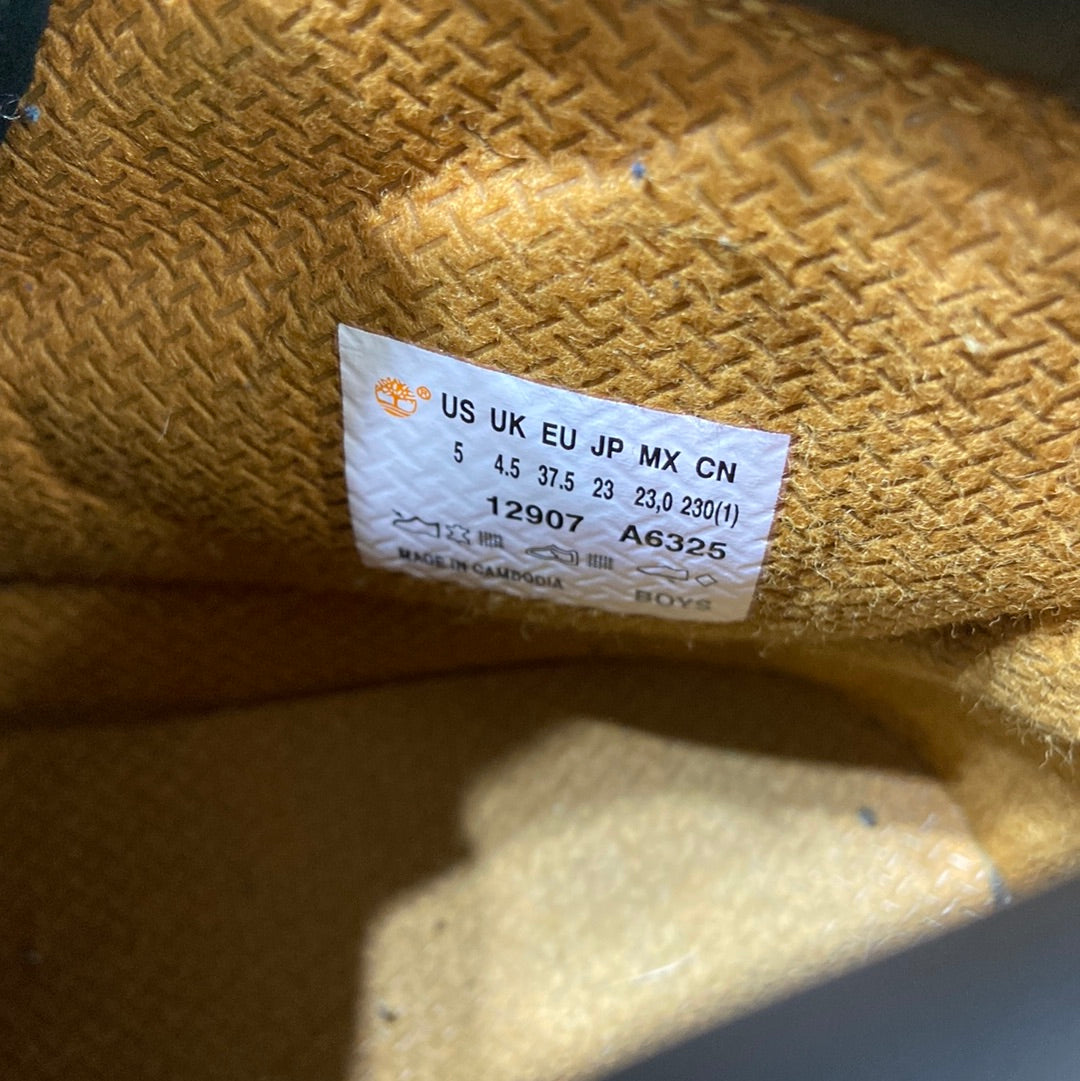 ® US UK EU JP MX CN
5 4.5 37.5 23 23,0 230(1)
12907 A6325
MADE IN CAMBODIA BOYS